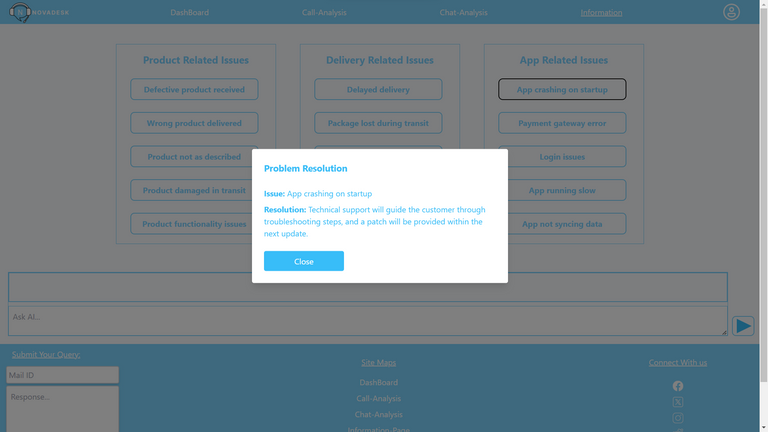 NOVADESK
DashBoard
Call-Analysis
Chat-Analysis
Information
Product Related Issues
Defective product received
Wrong product delivered
Product not as described
Product damaged in transit
Product functionality issues
Delivery Related Issues
Delayed delivery
Package lost during transit
App Related Issues
App crashing on startup
Payment gateway error
Login issues
App running slow
App not syncing data
Problem Resolution
Issue: App crashing on startup
Resolution: Technical support will guide the customer through
troubleshooting steps, and a patch will be provided within the
next update.
Close
Ask AI...
Submit Your Query:
Mail ID
Response...
Site Maps
DashBoard
Call-Analysis
Chat-Analysis
Information-Page
Connect With us